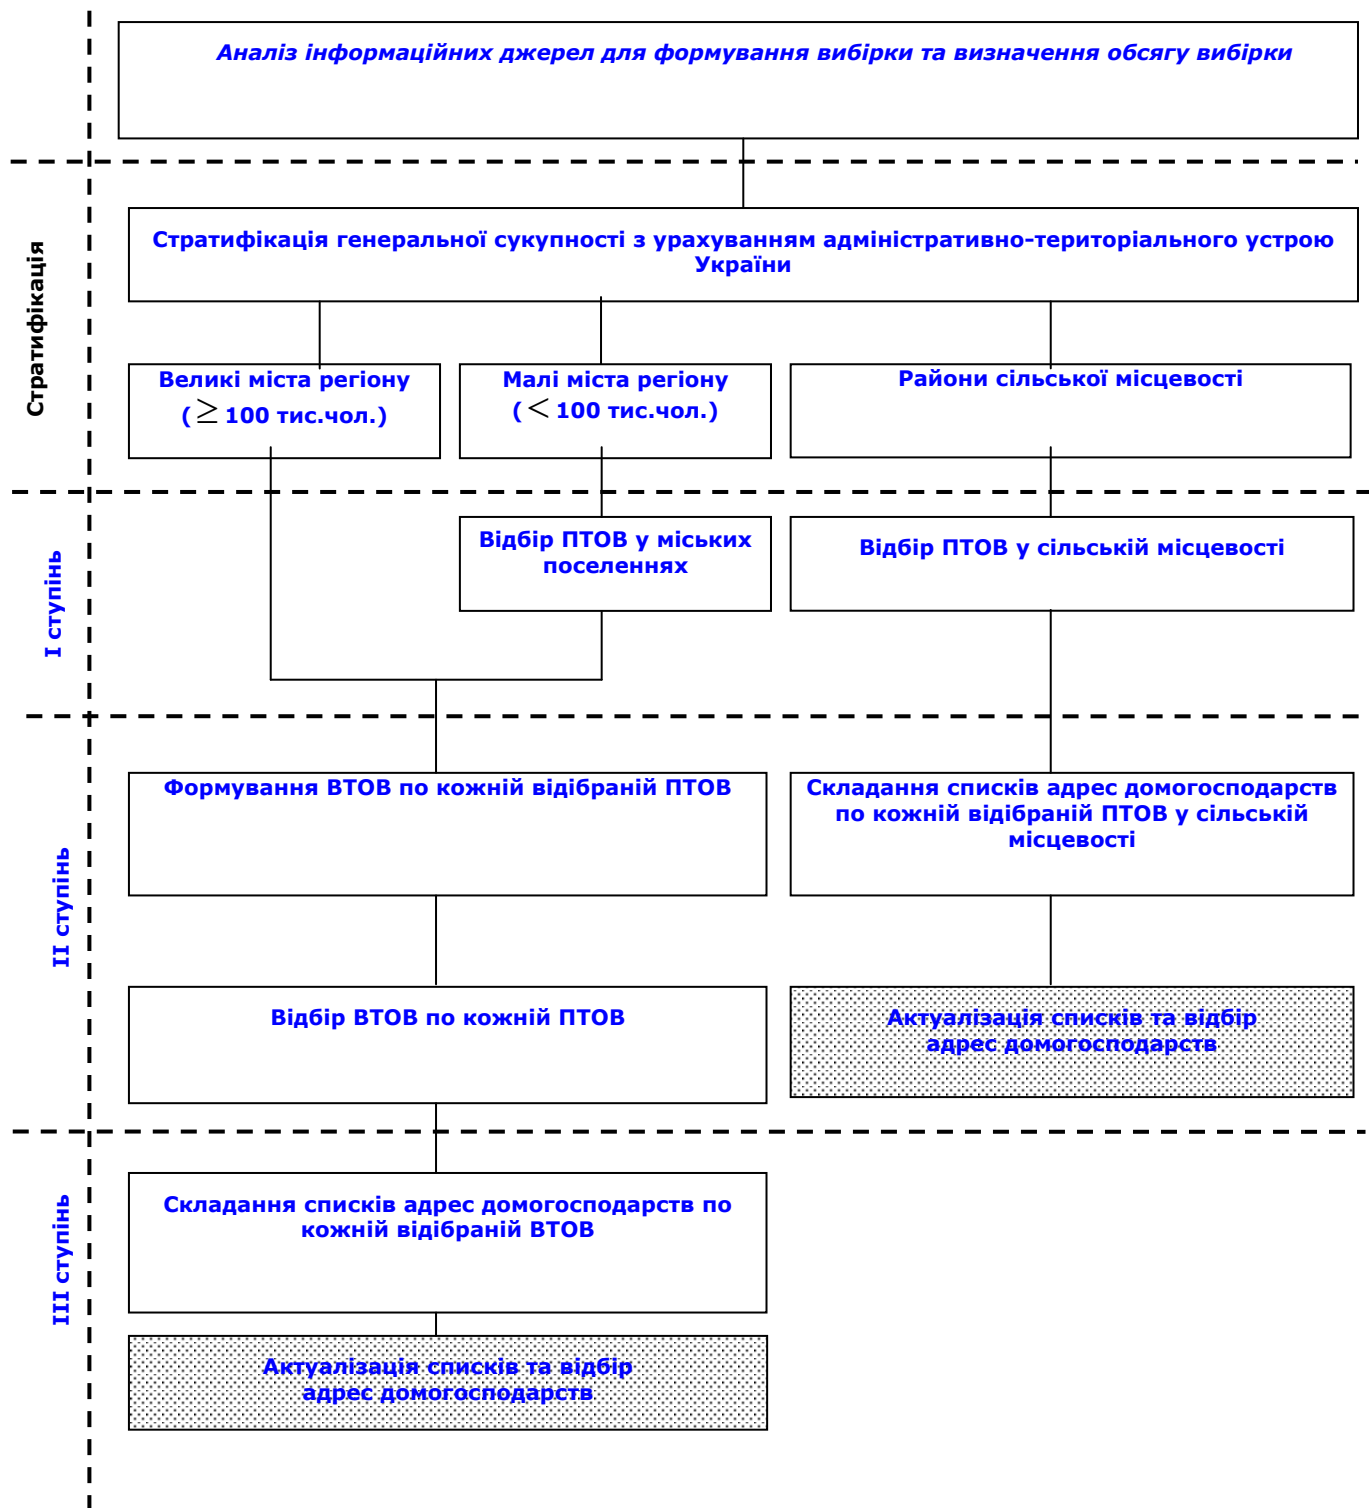 Аналіз інформаційних джерел для формування вибірки та визначення обсягу вибірки
Стратифікація
Стратифікація генеральної сукупності з урахуванням адміністративно-територіального устрою
України
Великі міста регіону
( ≥ 100 тис.чол.)
Малі міста регіону
( < 100 тис.чол.)
Райони сільської місцевості
I ступінь
Відбір ПТОВ у міських
поселеннях
Відбір ПТОВ у сільській місцевості
II ступінь
Формування ВТОВ по кожній відібраній ПТОВ
Складання списків адрес домогосподарств
по кожній відібраній ПТОВ у сільській
місцевості
Відбір ВТОВ по кожній ПТОВ
Актуалізація списків та відбір
адрес домогосподарств
III ступінь
Складання списків адрес домогосподарств по
кожній відібраній ВТОВ
Актуалізація списків та відбір
адрес домогосподарств